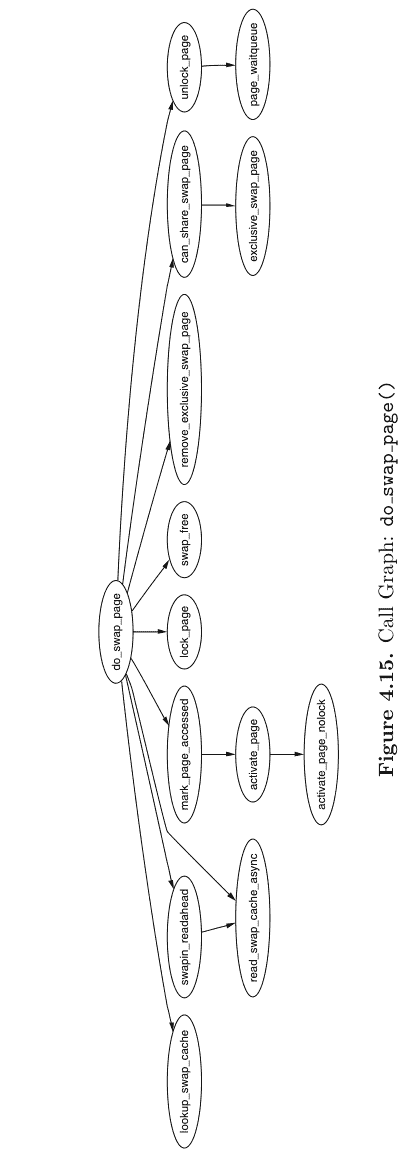 do_swap_page
lookup_swap_cache
swapin_readahead
mark_page_accessed
lock_page
swap_free
remove_exclusive_swap_page
can_share_swap_page
unlock_page
read_swap_cache_async
activate_page
exclusive_swap_page
page_waitqueue
activate_page_nolock
Figure 4.15. Call Graph: do_swap_page()